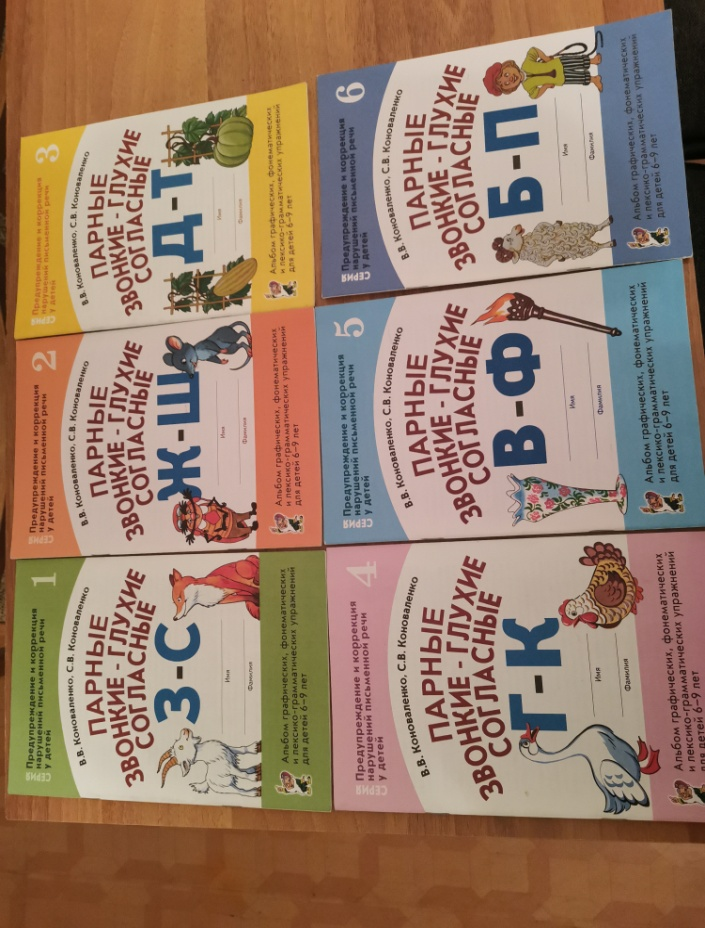 СЕРИЯ
Предупреждение и коррекция
нарушений письменной речи
у детей
1
В.В. Коноваленко, С.В. Коноваленко
ПАРНЫЕ
ЗВОНКИЕ - ГЛУХИЕ
СОГЛАСНЫЕ
З-С
Имя
Фамилия
Альбом графических, фонематических
и лексико-грамматических упражнений
для детей 6–9 лет
СЕРИЯ
Предупреждение и коррекция
нарушений письменной речи
у детей
2
В.В. Коноваленко, С.В. Коноваленко
ПАРНЫЕ
ЗВОНКИЕ - ГЛУХИЕ
СОГЛАСНЫЕ
Ж-Ш
Имя
Фамилия
Альбом графических, фонематических
и лексико-грамматических упражнений
для детей 6–9 лет
СЕРИЯ
Предупреждение и коррекция
нарушений письменной речи
у детей
3
В.В. Коноваленко, С.В. Коноваленко
ПАРНЫЕ
ЗВОНКИЕ - ГЛУХИЕ
СОГЛАСНЫЕ
Д-Т
Имя
Фамилия
Альбом графических, фонематических
и лексико-грамматических упражнений
для детей 6–9 лет
СЕРИЯ
Предупреждение и коррекция
нарушений письменной речи
у детей
4
В.В. Коноваленко, С.В. Коноваленко
ПАРНЫЕ
ЗВОНКИЕ - ГЛУХИЕ
СОГЛАСНЫЕ
Г-К
Имя
Фамилия
Альбом графических, фонематических
и лексико-грамматических упражнений
для детей 6–9 лет
СЕРИЯ
Предупреждение и коррекция
нарушений письменной речи
у детей
5
В.В. Коноваленко, С.В. Коноваленко
ПАРНЫЕ
ЗВОНКИЕ - ГЛУХИЕ
СОГЛАСНЫЕ
В-Ф
Имя
Фамилия
Альбом графических, фонематических
и лексико-грамматических упражнений
для детей 6–9 лет
СЕРИЯ
Предупреждение и коррекция
нарушений письменной речи
у детей
6
В.В. Коноваленко, С.В. Коноваленко
ПАРНЫЕ
ЗВОНКИЕ - ГЛУХИЕ
СОГЛАСНЫЕ
Б-П
Имя
Фамилия
Альбом графических, фонематических
и лексико-грамматических упражнений
для детей 6–9 лет